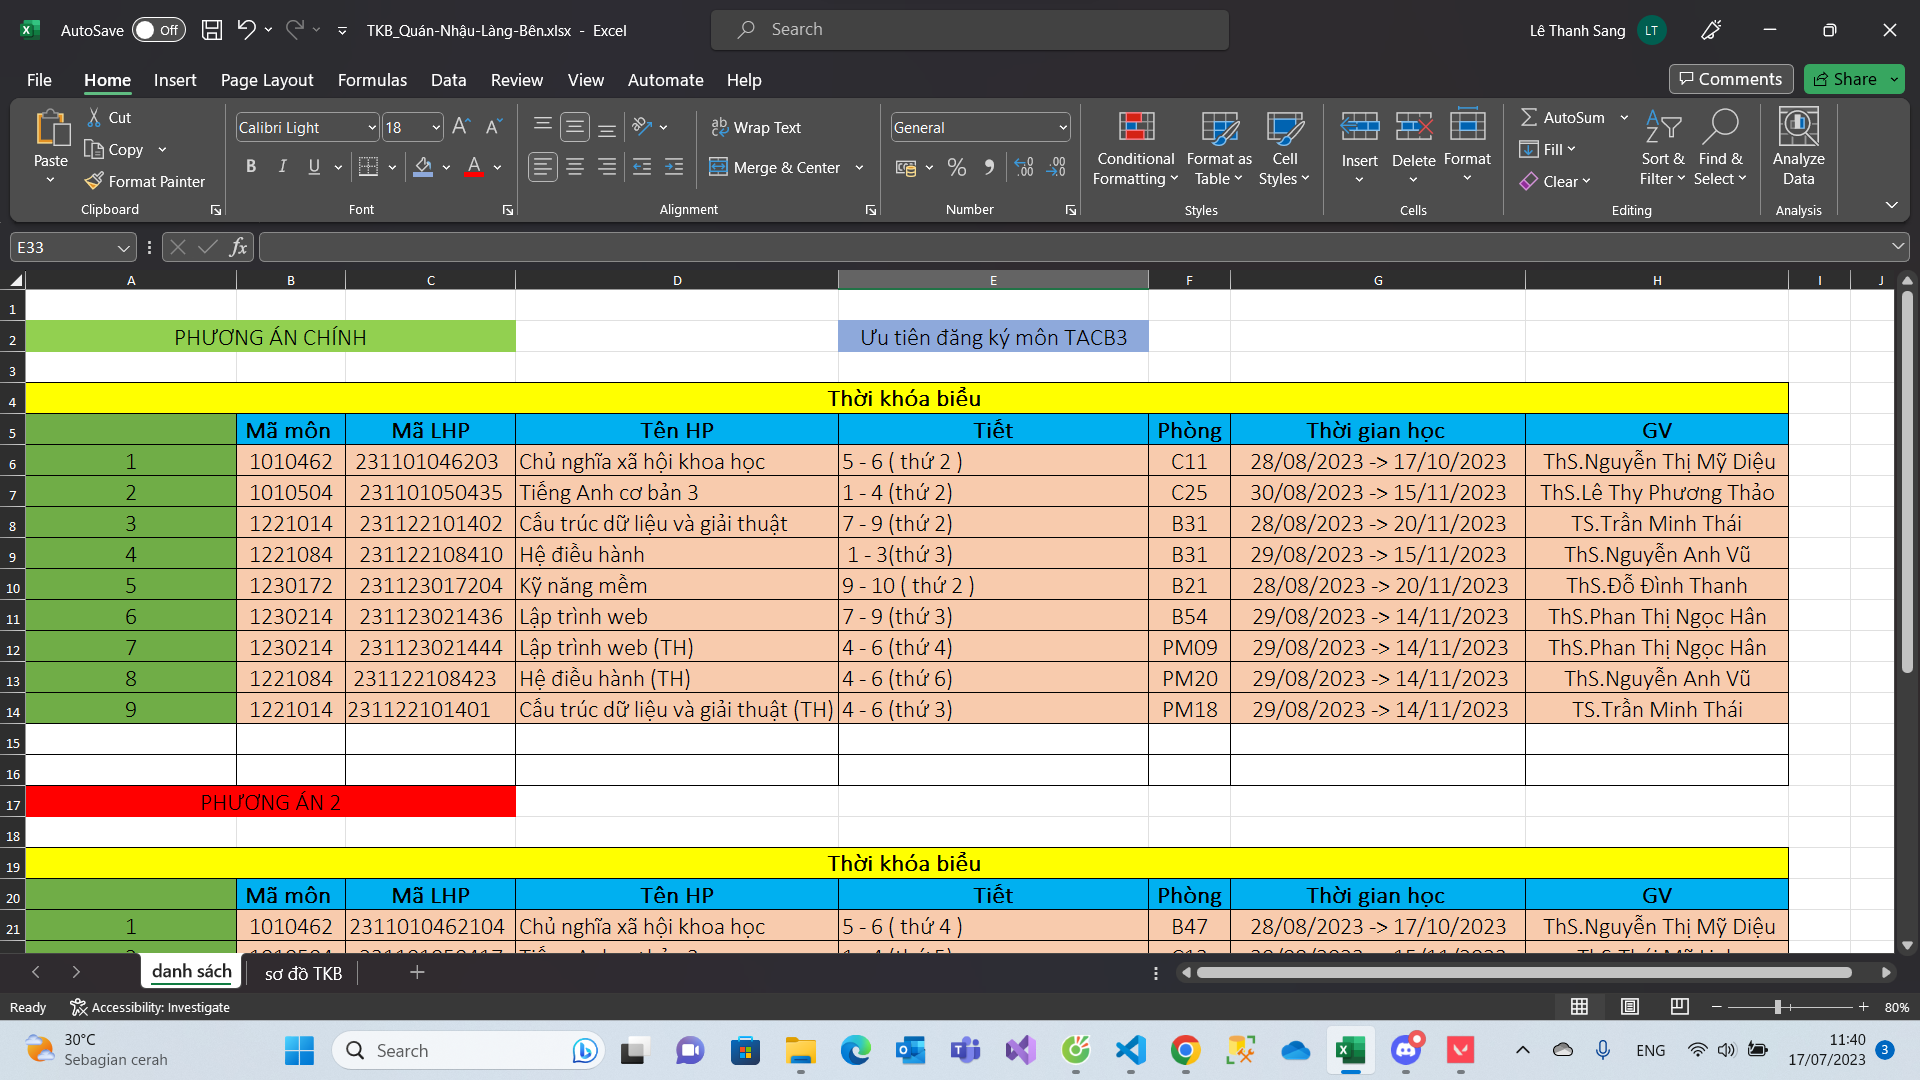 AutoSave Off TKB_Quán-Nhậu-Làng-Bên.xlsx - Excel Search Lê Thanh Sang LT
File Home Insert Page Layout Formulas Data Review View Automate Help Comments Share
Paste Cut Copy Format Painter Clipboard
Calibri Light 18 B I U A Font
Wrap Text Merge & Center Alignment
General % Number
Conditional Formatting Format as Table Cell Styles Styles
Insert Delete Format Cells
AutoSum Fill Clear Sort & Filter Find & Select Editing
Analyze Data Analysis
E33 fx
A B C D E F G H I J
1
2 PHƯƠNG ÁN CHÍNH Ưu tiên đăng ký môn TACB3
3
4 Thời khóa biểu
5 Mã môn Mã LHP Tên HP Tiết Phòng Thời gian học GV
6 1 1010462 231101046203 Chủ nghĩa xã hội khoa học 5 - 6 ( thứ 2 ) C11 28/08/2023 -> 17/10/2023 ThS.Nguyễn Thị Mỹ Diệu
7 2 1010504 231101050435 Tiếng Anh cơ bản 3 1 - 4 (thứ 2) C25 30/08/2023 -> 15/11/2023 ThS.Lê Thy Phương Thảo
8 3 1221014 231122101402 Cấu trúc dữ liệu và giải thuật 7 - 9 (thứ 2) B31 28/08/2023 -> 20/11/2023 TS.Trần Minh Thái
9 4 1221084 231122108410 Hệ điều hành 1 - 3(thứ 3) B31 29/08/2023 -> 15/11/2023 ThS.Nguyễn Anh Vũ
10 5 1230172 231123017204 Kỹ năng mềm 9 - 10 ( thứ 2 ) B21 28/08/2023 -> 20/11/2023 ThS.Đỗ Đình Thanh
11 6 1230214 231123021436 Lập trình web 7 - 9 (thứ 3) B54 29/08/2023 -> 14/11/2023 ThS.Phan Thị Ngọc Hân
12 7 1230214 231123021444 Lập trình web (TH) 4 - 6 (thứ 4) PM09 29/08/2023 -> 14/11/2023 ThS.Phan Thị Ngọc Hân
13 8 1221084 231122108423 Hệ điều hành (TH) 4 - 6 (thứ 6) PM20 29/08/2023 -> 14/11/2023 ThS.Nguyễn Anh Vũ
14 9 1221014 231122101401 Cấu trúc dữ liệu và giải thuật (TH) 4 - 6 (thứ 3) PM18 29/08/2023 -> 14/11/2023 TS.Trần Minh Thái
15
16
17 PHƯƠNG ÁN 2
18
19 Thời khóa biểu
20 Mã môn Mã LHP Tên HP Tiết Phòng Thời gian học GV
21 1 1010462 2311010462104 Chủ nghĩa xã hội khoa học 5 - 6 ( thứ 4 ) B47 28/08/2023 -> 17/10/2023 ThS.Nguyễn Thị Mỹ Diệu
danh sách sơ đồ TKB
Ready Accessibility: Investigate 80%
30°C Sebagian cerah Search ENG 11:40 17/07/2023 3